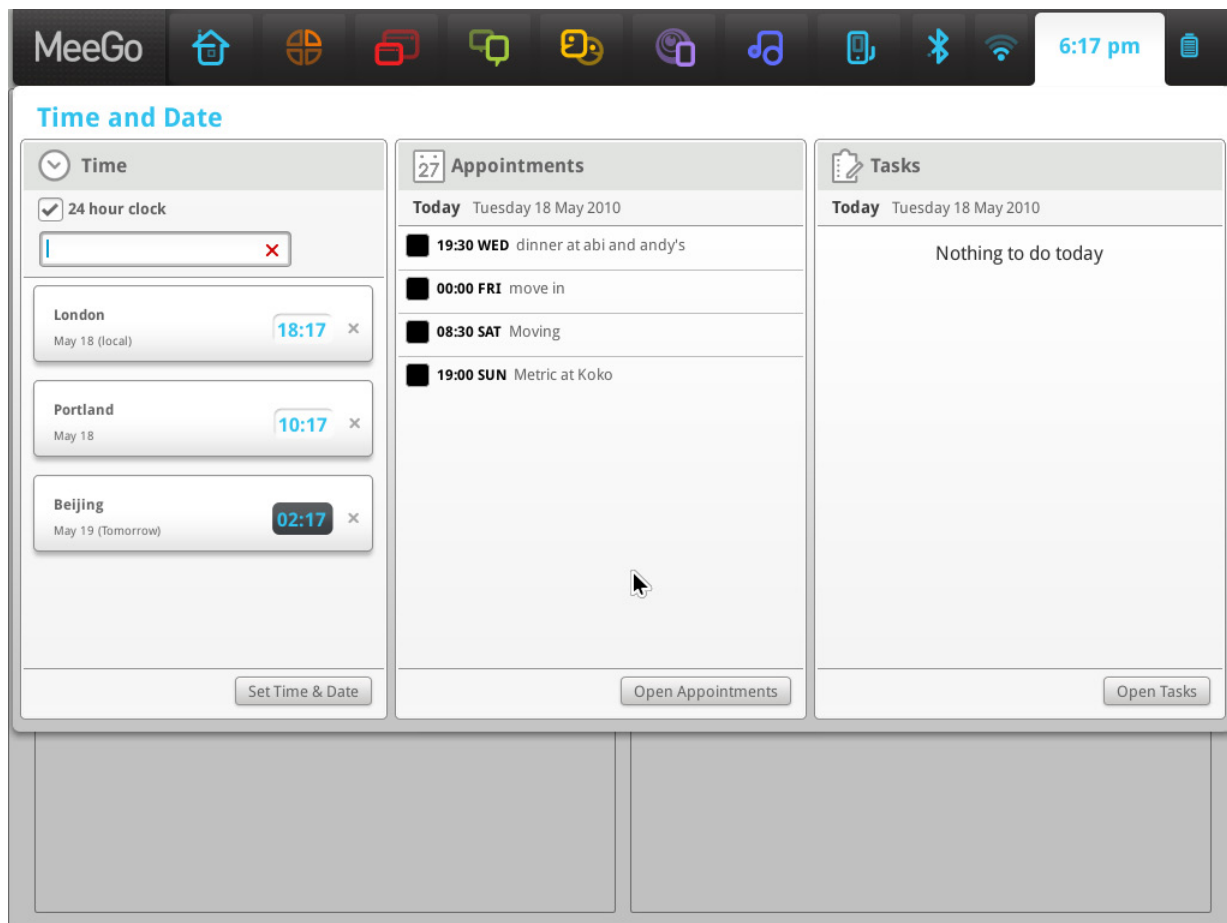 MeeGo
6:17 pm
Time and Date
Time
24 hour clock
London
May 18 (local)
18:17
Portland
May 18
10:17
Beijing
May 19 (Tomorrow)
02:17
Set Time & Date
27 Appointments
Today Tuesday 18 May 2010
19:30 WED dinner at abi and andy's
00:00 FRI move in
08:30 SAT Moving
19:00 SUN Metric at Koko
Open Appointments
Tasks
Today Tuesday 18 May 2010
Nothing to do today
Open Tasks